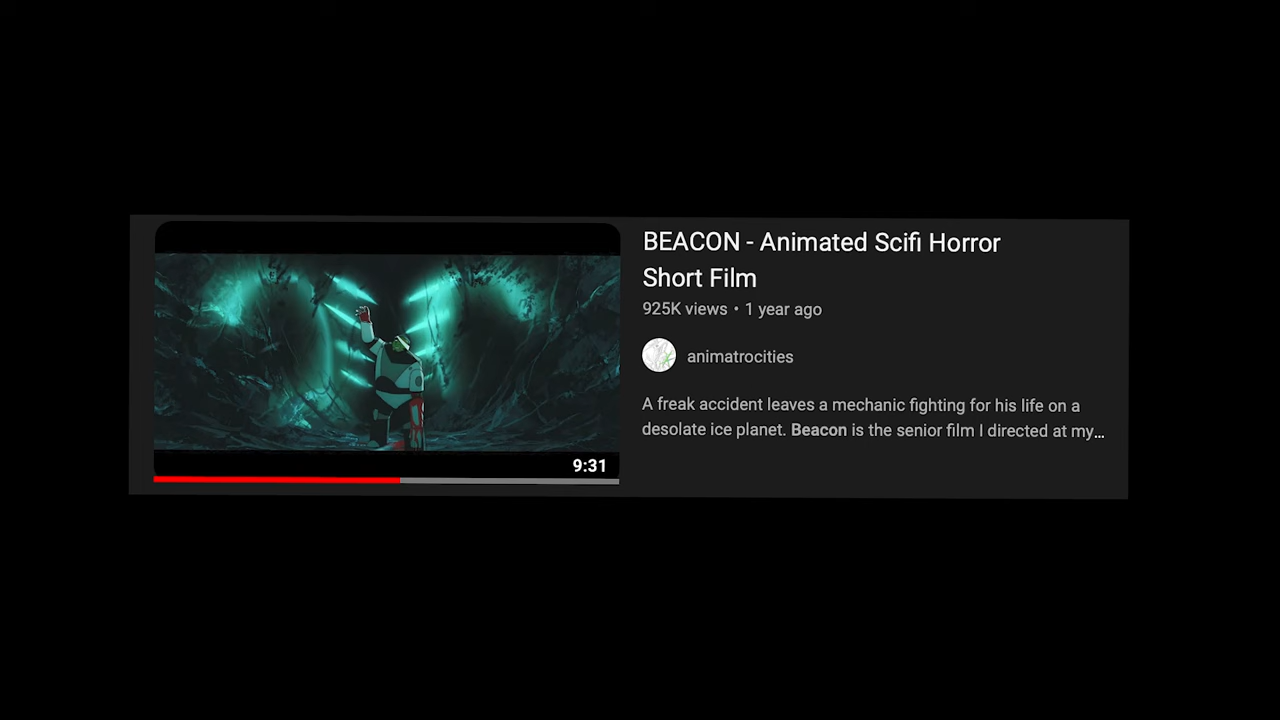 BEACON - Animated Scifi Horror
Short Film
925K views • 1 year ago
animatrocities
A freak accident leaves a mechanic fighting for his life on a
desolate ice planet. Beacon is the senior film I directed at my...
9:31